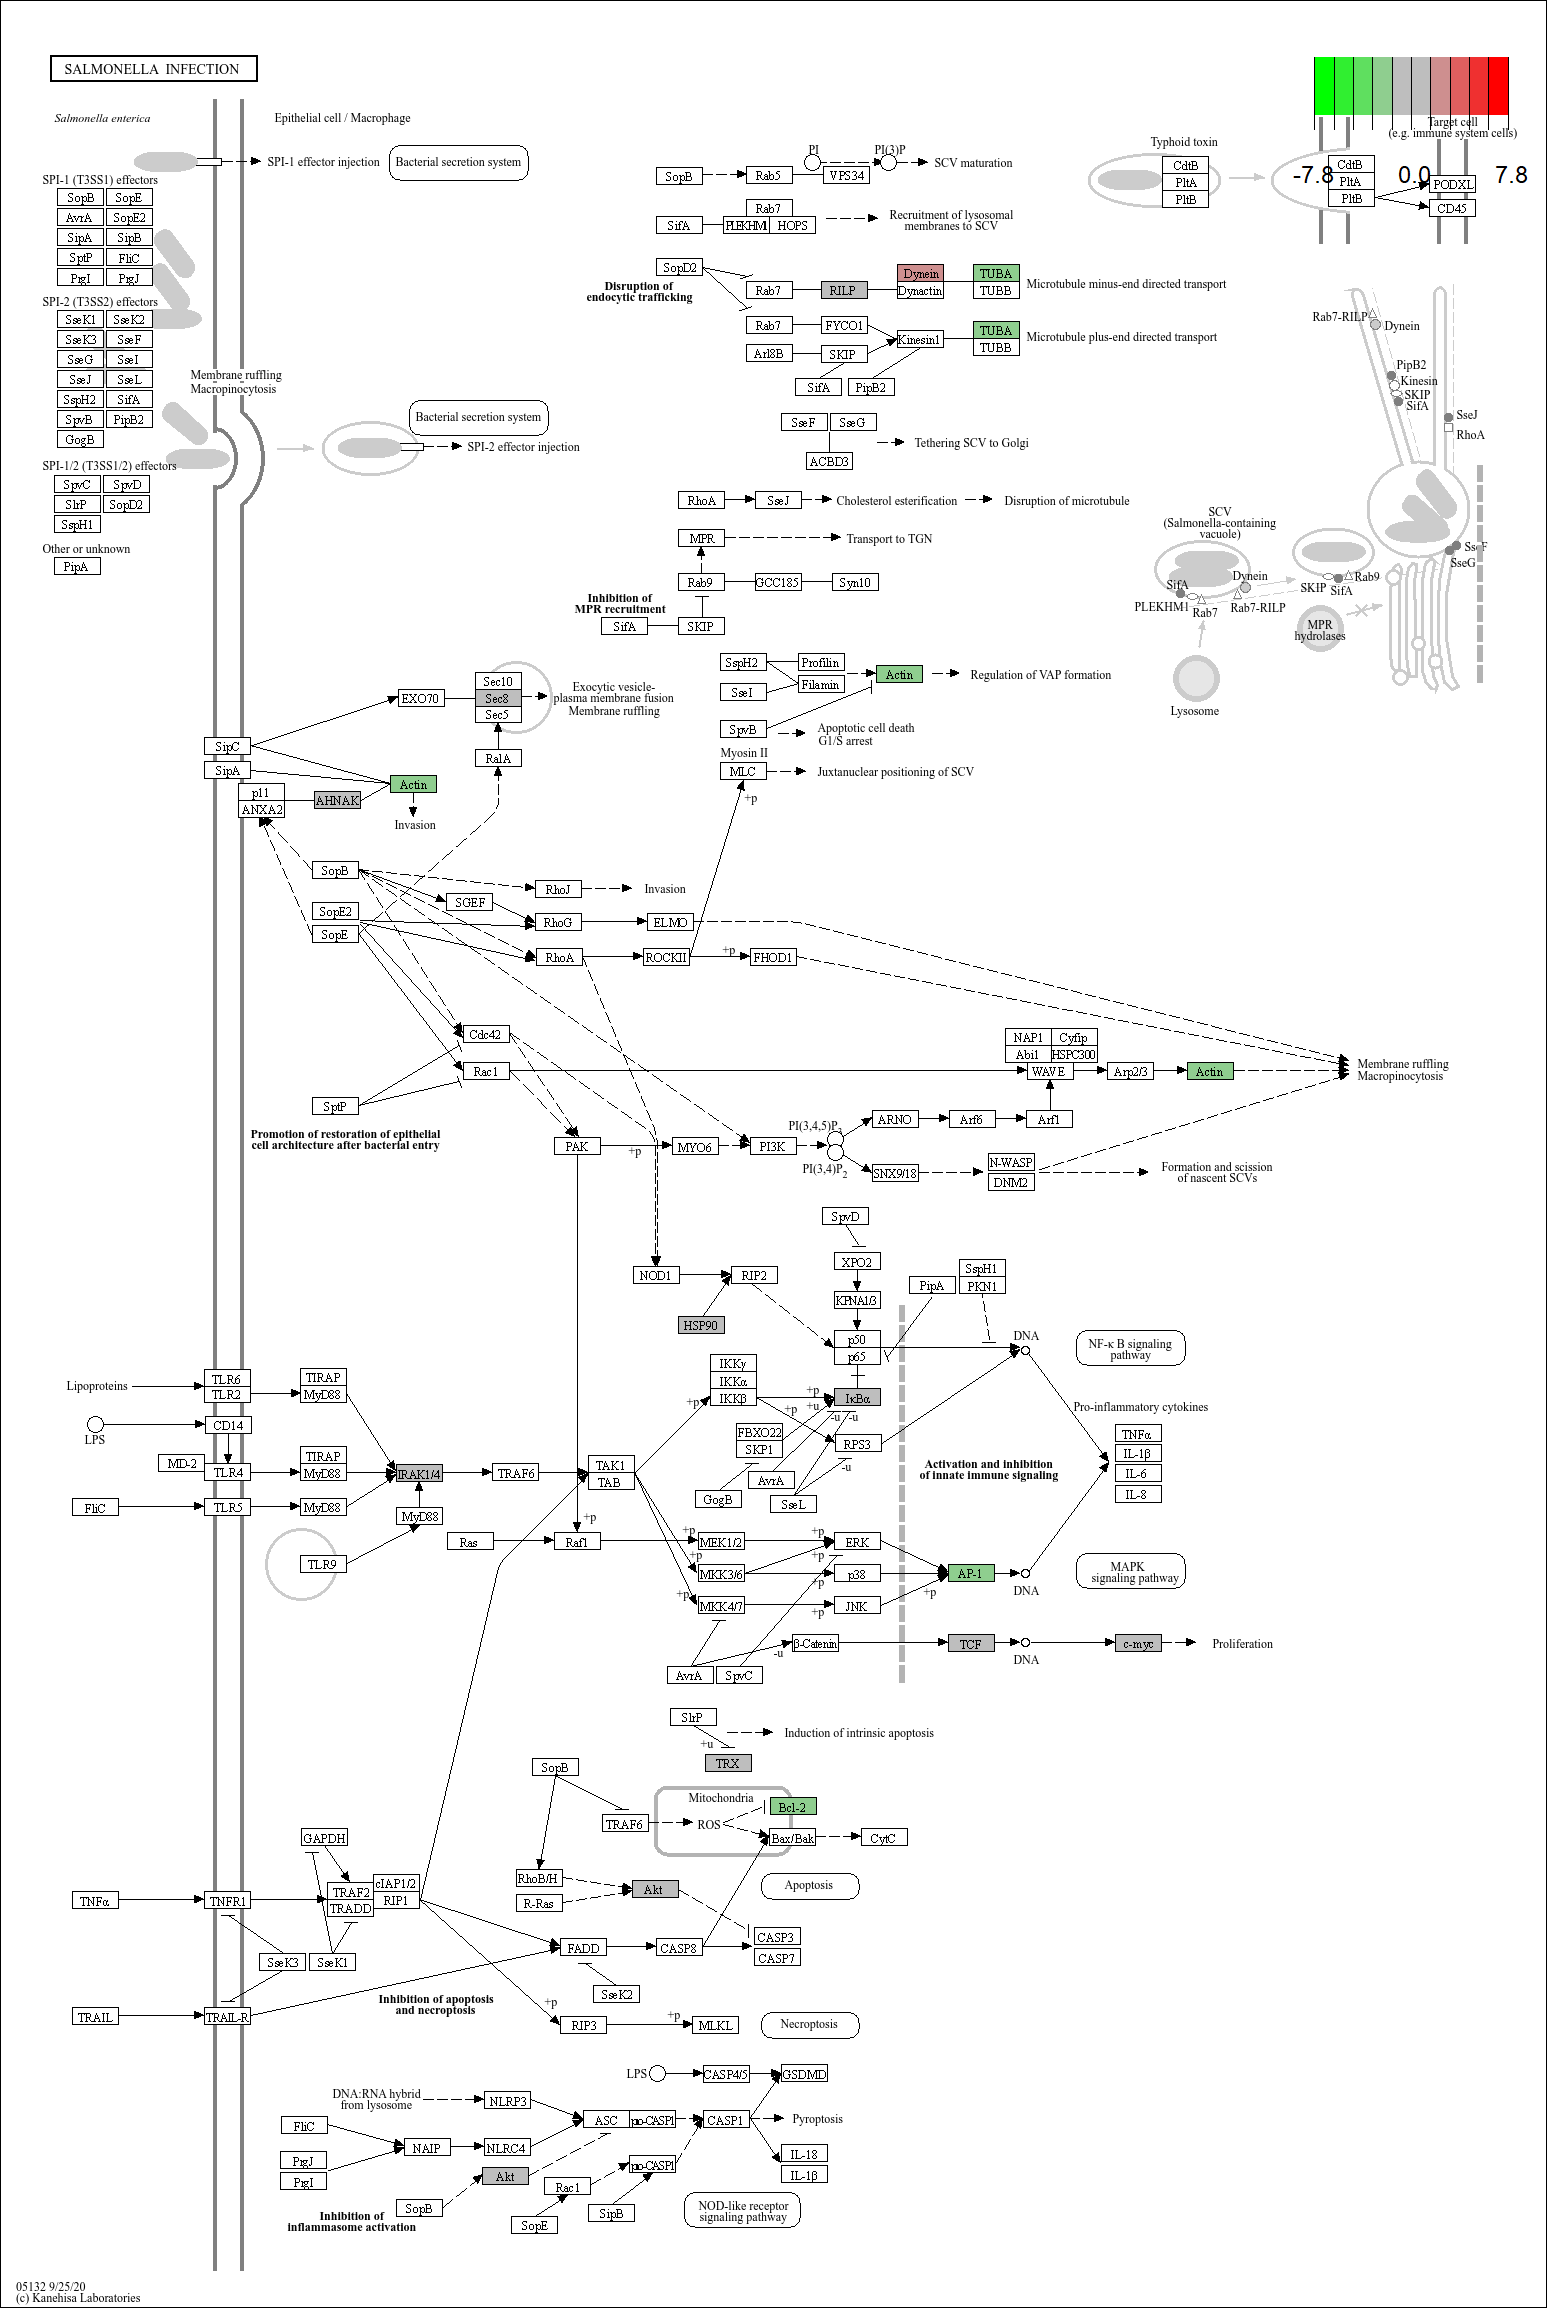 SALMONELLA INFECTION
Salmonella enterica
Epithelial cell / Macrophage
SPI-1 effector injection
Bacterial secretion system
SPI-1 (T3SS1) effectors
SopB SopE
AvrA SopE2
SipA SipB
SptP FliC
PrgI PrgJ
SPI-2 (T3SS2) effectors
SseK1 SseK2
SseK3 SseF
SseG SseI
SseJ SseL
SspH2 SifA
SpvB PipB2
GogB
SPI-1/2 (T3SS1/2) effectors
SpvC SpvD
SlrP SopD2
SspH1
Other or unknown
PipA
Membrane ruffling
Macropinocytosis
Bacterial secretion system
SPI-2 effector injection
PI PI(3)P
SopB Rab5 VPS34 SCV maturation
Rab7
SifA PLEKHM1 HOPS
Recruitment of lysosomal
membranes to SCV
SopD2
Disruption of
endocytic trafficking
Rab7 RILP Dynein Dynactin TUBA TUBB
Microtubule minus-end directed transport
Rab7 FYCO1 Kinesin1 TUBA TUBB
Microtubule plus-end directed transport
Arl8B SKIP
SifA PipB2
SseF SseG
Tethering SCV to Golgi
ACBD3
RhoA SseJ Cholesterol esterification Disruption of microtubule
MPR Transport to TGN
Rab9 GCC185 Syn10
Inhibition of
MPR recruitment
SifA SKIP
Typhoid toxin
CdtB
PltA
PltB
Target cell
(e.g. immune system cells)
CdtB
PltA
PltB
-7.8 0.0 7.8
PODXL
CD45
Rab7-RILP
Dynein
PipB2
Kinesin
SKIP
SifA
SseJ
RhoA
SCV
(Salmonella-containing
vacuole)
SseF
SseG
SifA Dynein
PLEKHM1 Rab7 Rab7-RILP
SKIP SifA Rab9
MPR
hydrolases
Lysosome
SspH2 Profilin
SseI Filamin
Actin Regulation of VAP formation
SpvB
Apoptotic cell death
G1/S arrest
Myosin II
MLC Juxtanuclear positioning of SCV
+p
EXO70 Sec10
Sec8
Sec5
Exocytic vesicle-
plasma membrane fusion
Membrane ruffling
RalA
SipC
SipA
p11
ANXA2
AHNAK
Actin
Invasion
SopB
SopE2
SopE
RhoJ Invasion
SGEF
RhoG ELMO
RhoA ROCKII +p FHOD1
Cdc42
Rac1
SptP
NAP1 Cyfip
Abi1 HSPC300
WAVE Arp2/3 Actin
Membrane ruffling
Macropinocytosis
Promotion of restoration of epithelial
cell architecture after bacterial entry
PAK +p MYO6 PI3K
PI(3,4,5)P3
PI(3,4)P2
ARNO Arf6 Arf1
SNX9/18 N-WASP
DNM2
Formation and scission
of nascent SCVs
SpvD
XPO2
KPNA1/3
NOD1 RIP2
HSP90
p50
p65
PipA
SspH1
PKN1
DNA
NF-κ B signaling
pathway
Lipoproteins
TLR6
TLR2
TIRAP
MyD88
LPS CD14
MD-2 TLR4
TIRAP
MyD88
FliC TLR5 MyD88
IRAK1/4 TRAF6 TAK1
TAB
MyD88
TLR9
IKKγ
IKKα
IKKβ
+p
+p
+u
IκBα
-u -u
+p
FBXO22
SKP1
RPS3
-u
AvrA
GogB SseL
Activation and inhibition
of innate immune signaling
Pro-inflammatory cytokines
TNFα
IL-1β
IL-6
IL-8
Ras Raf1 +p
+p MEK1/2 +p ERK
+p MKK3/6 +p p38
+p
+p MKK4/7 +p JNK
+p
AP-1 DNA
MAPK
signaling pathway
β-Catenin
-u
TCF DNA c-myc Proliferation
AvrA SpvC
SlrP
+u
Induction of intrinsic apoptosis
TRX
SopB
TRAF6
Mitochondria
ROS
Bcl-2
Bax/Bak CytC
RhoB/H
R-Ras
Akt
Apoptosis
GAPDH
TNFα TNFR1
TRAF2
TRADD
cIAP1/2
RIP1
SseK3 SseK1
FADD CASP8 CASP3
CASP7
SseK2
Inhibition of apoptosis
and necroptosis
TRAIL TRAIL-R
+p RIP3 +p MLKL
Necroptosis
LPS CASP4/5 GSDMD
DNA:RNA hybrid
from lysosome
NLRP3
FliC
ASC pro-CASP1 CASP1 Pyroptosis
NAIP NLRC4
PrgJ
PrgI
Akt
pro-CASP1
IL-18
IL-1β
Rac1
SopB
SipB
SopE
Inhibition of
inflammasome activation
NOD-like receptor
signaling pathway
05132 9/25/20
(c) Kanehisa Laboratories